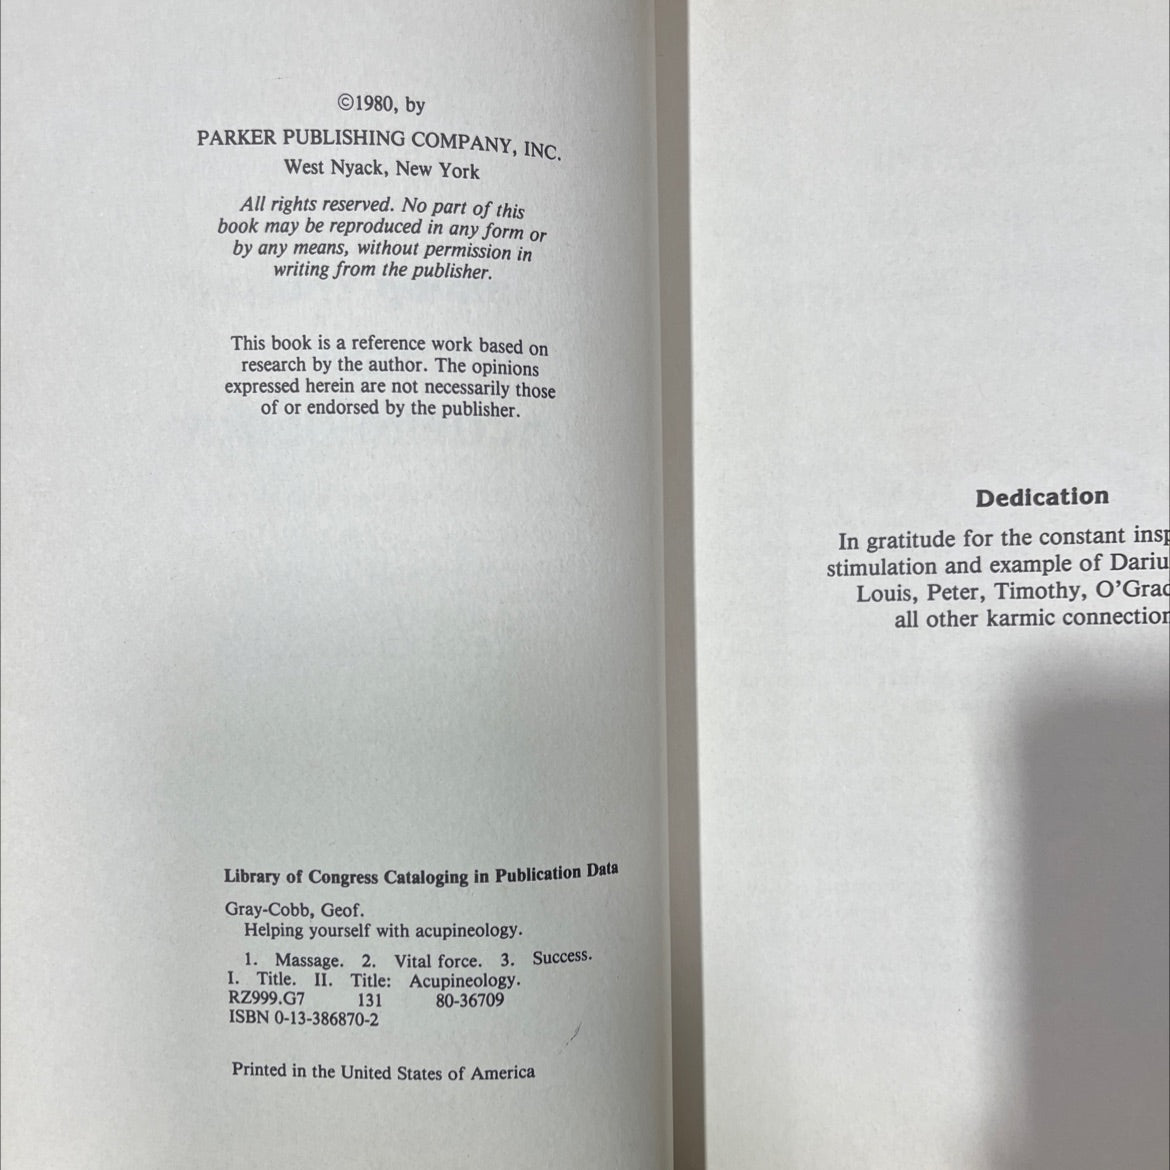 ©1980, by
PARKER PUBLISHING COMPANY, INC.
West Nyack, New York
All rights reserved. No part of this
book may be reproduced in any form or
by any means, without permission in
writing from the publisher.
This book is a reference work based on
research by the author. The opinions
expressed herein are not necessarily those
of or endorsed by the publisher.
Library of Congress Cataloging in Publication Data
Gray-Cobb, Geof.
Helping yourself with acupineology.
1. Massage. 2. Vital force. 3. Success.
I. Title. II. Title: Acupineology.
RZ999.G7 131 80-36709
ISBN 0-13-386870-2
Printed in the United States of America
Dedication
In gratitude for the constant
stimulation and example of
Louis, Peter, Timothy,
all other karmic